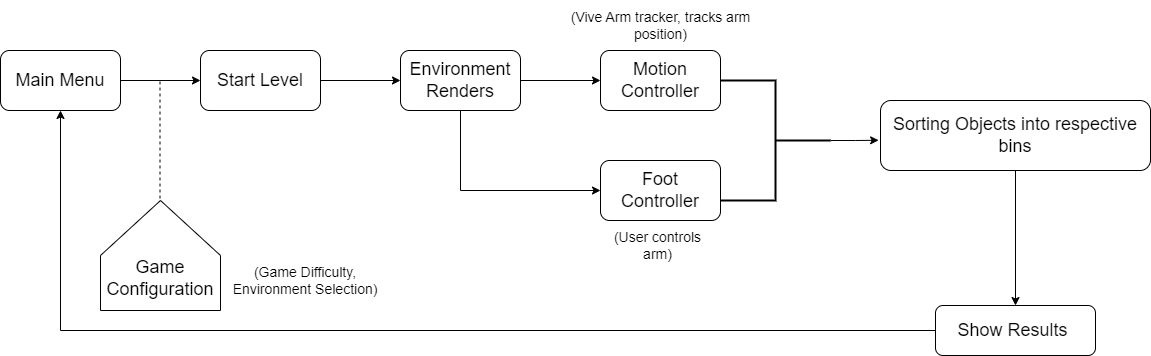 (Vive Arm tracker, tracks arm
position)
Main Menu
Start Level
Environment
Renders
Motion
Controller
Sorting Objects into respective
bins
Foot
Controller
(User controls
arm)
Game
Configuration
(Game Difficulty,
Environment Selection)
Show Results